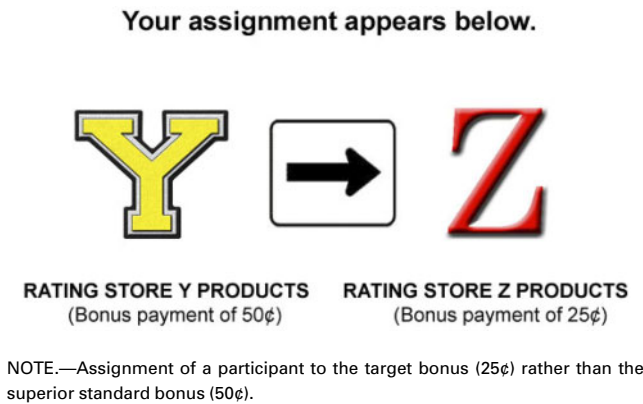 Your assignment appears below.
Y Z
RATING STORE Y PRODUCTS RATING STORE Z PRODUCTS
(Bonus payment of 50¢) (Bonus payment of 25¢)
NOTE.—Assignment of a participant to the target bonus (25¢) rather than the
superior standard bonus (50¢).